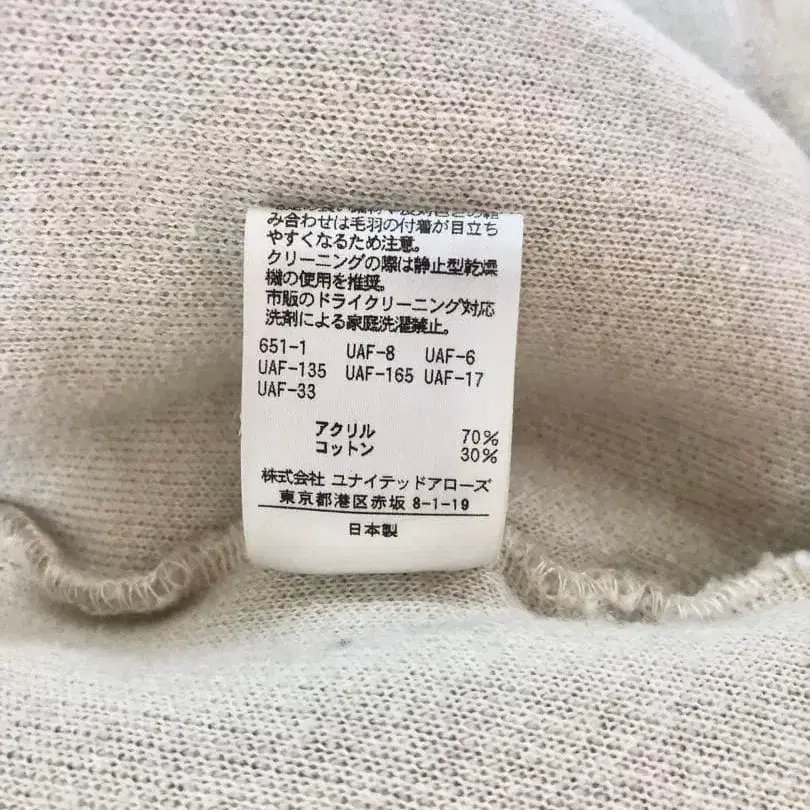 み合わせは毛羽の付着が目立ち
やすくなるため注意。
クリーニングの際は静止型乾燥
機の使用を推奨。
市販のドライクリーニング対応
洗剤による家庭洗濯禁止。
651-1 UAF-8 UAF-6
UAF-135 UAF-165 UAF-17
UAF-33
アクリル 70%
コットン 30%
株式会社 ユナイテッドアローズ
東京都港区赤坂 8-1-19
日本製